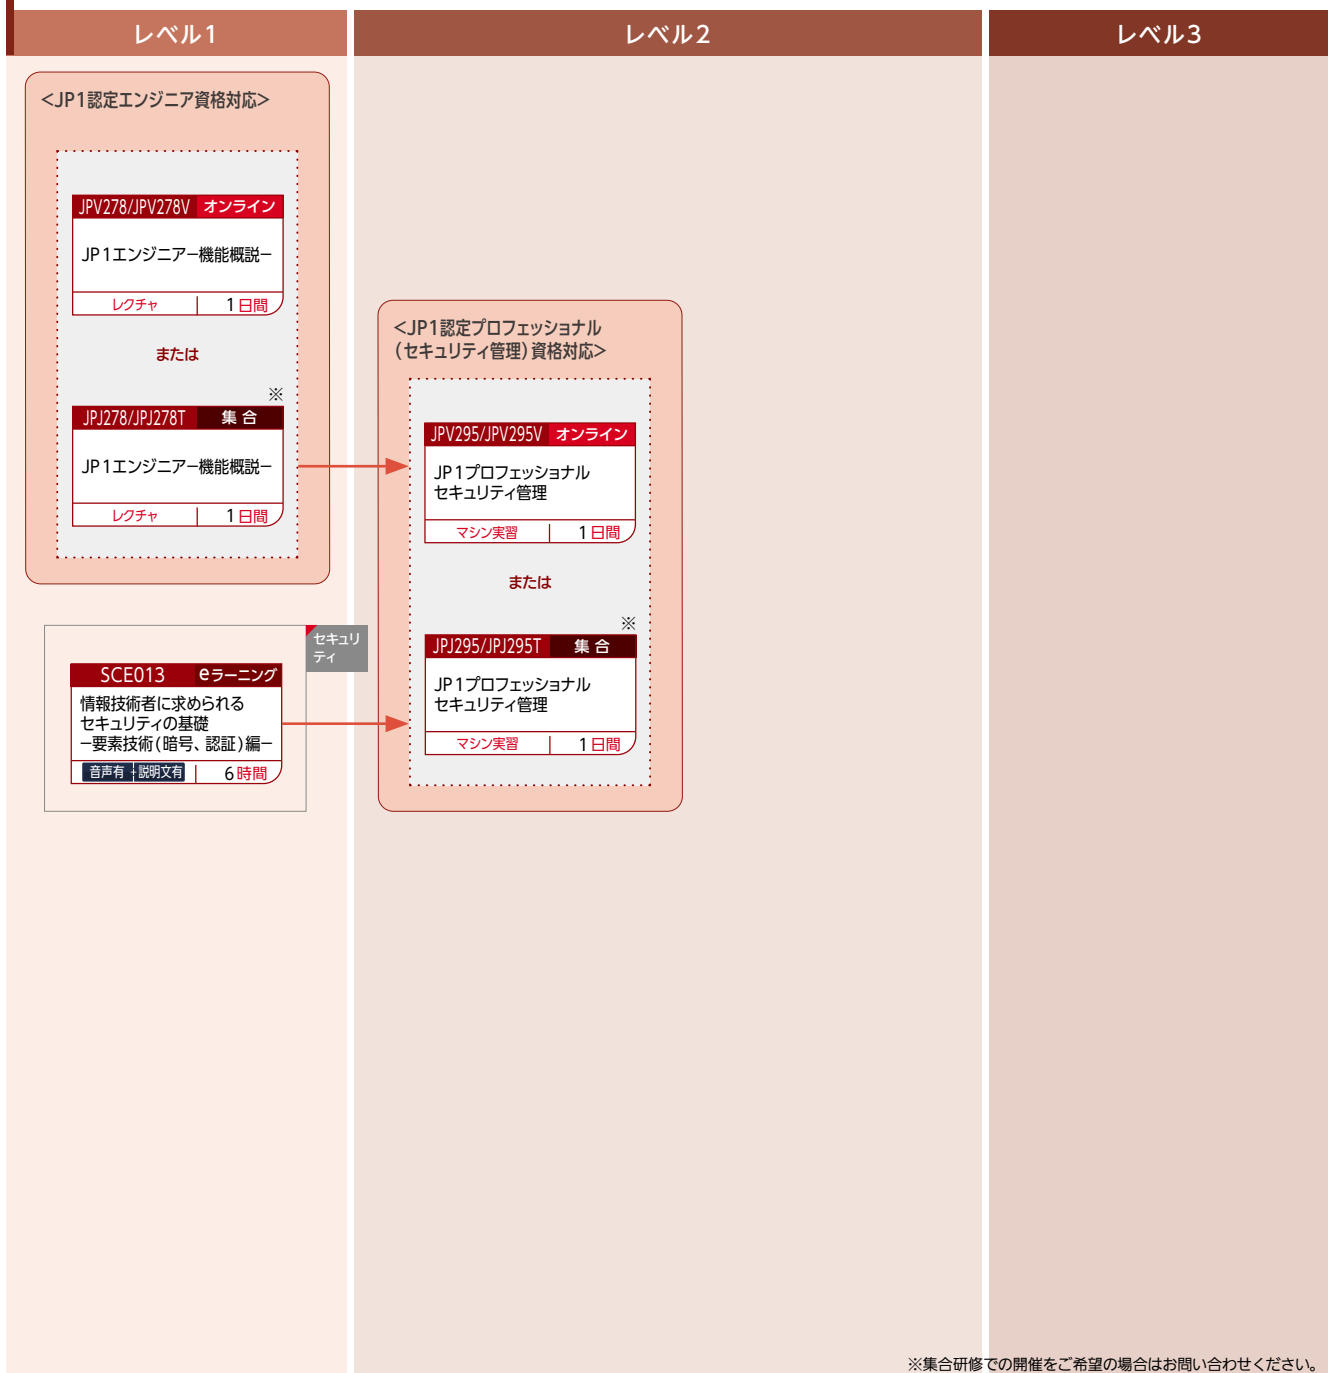 レベル1
レベル2
レベル3
<JP1認定エンジニア資格対応>
JPV278/JPV278V オンライン
JP1エンジニアー機能概説ー
レクチャ 1日間
または
※
JPJ278/JPJ278T 集合
JP1エンジニアー機能概説ー
レクチャ 1日間
セキュリ
ティ
SCE013 eラーニング
情報技術者に求められる
セキュリティの基礎
ー要素技術(暗号、認証)編ー
音声有+説明文有 6時間
<JP1認定プロフェッショナル
(セキュリティ管理)資格対応>
JPV295/JPV295V オンライン
JP1プロフェッショナル
セキュリティ管理
マシン実習 1日間
または
※
JPJ295/JPJ295T 集合
JP1プロフェッショナル
セキュリティ管理
マシン実習 1日間
※集合研修での開催をご希望の場合はお問い合わせください。